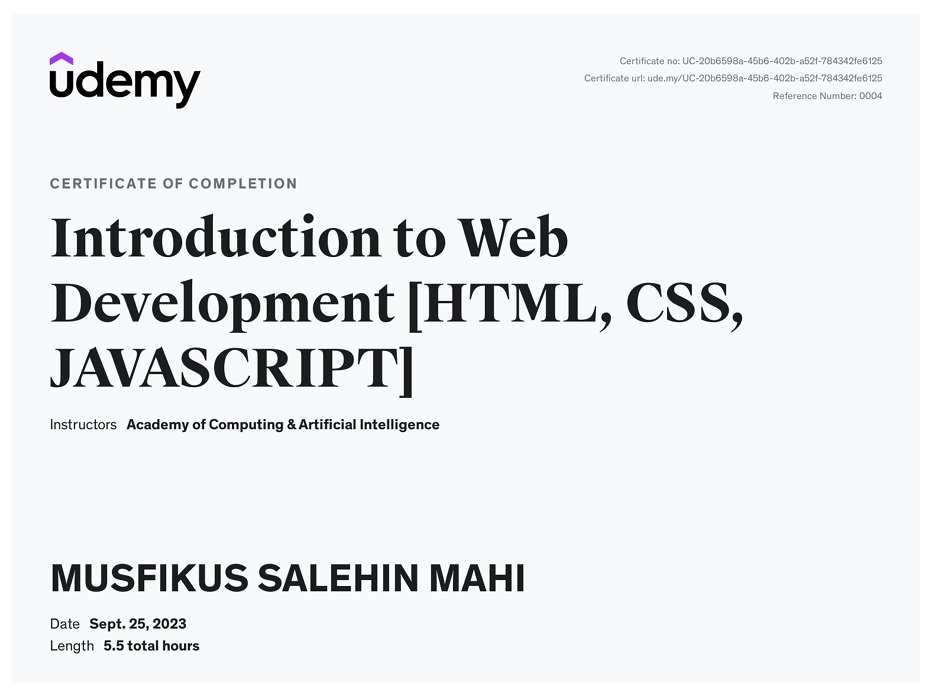 udemy
Certificate no: UC-20b6598a-45b6-402b-a52f-784342fe6125
Certificate url: ude.my/UC-20b6598a-45b6-402b-a52f-784342fe6125
Reference Number: 0004
CERTIFICATE OF COMPLETION
Introduction to Web
Development [HTML, CSS,
JAVASCRIPT]
Instructors Academy of Computing & Artificial Intelligence
MUSFIKUS SALEHIN MAHI
Date Sept. 25, 2023
Length 5.5 total hours